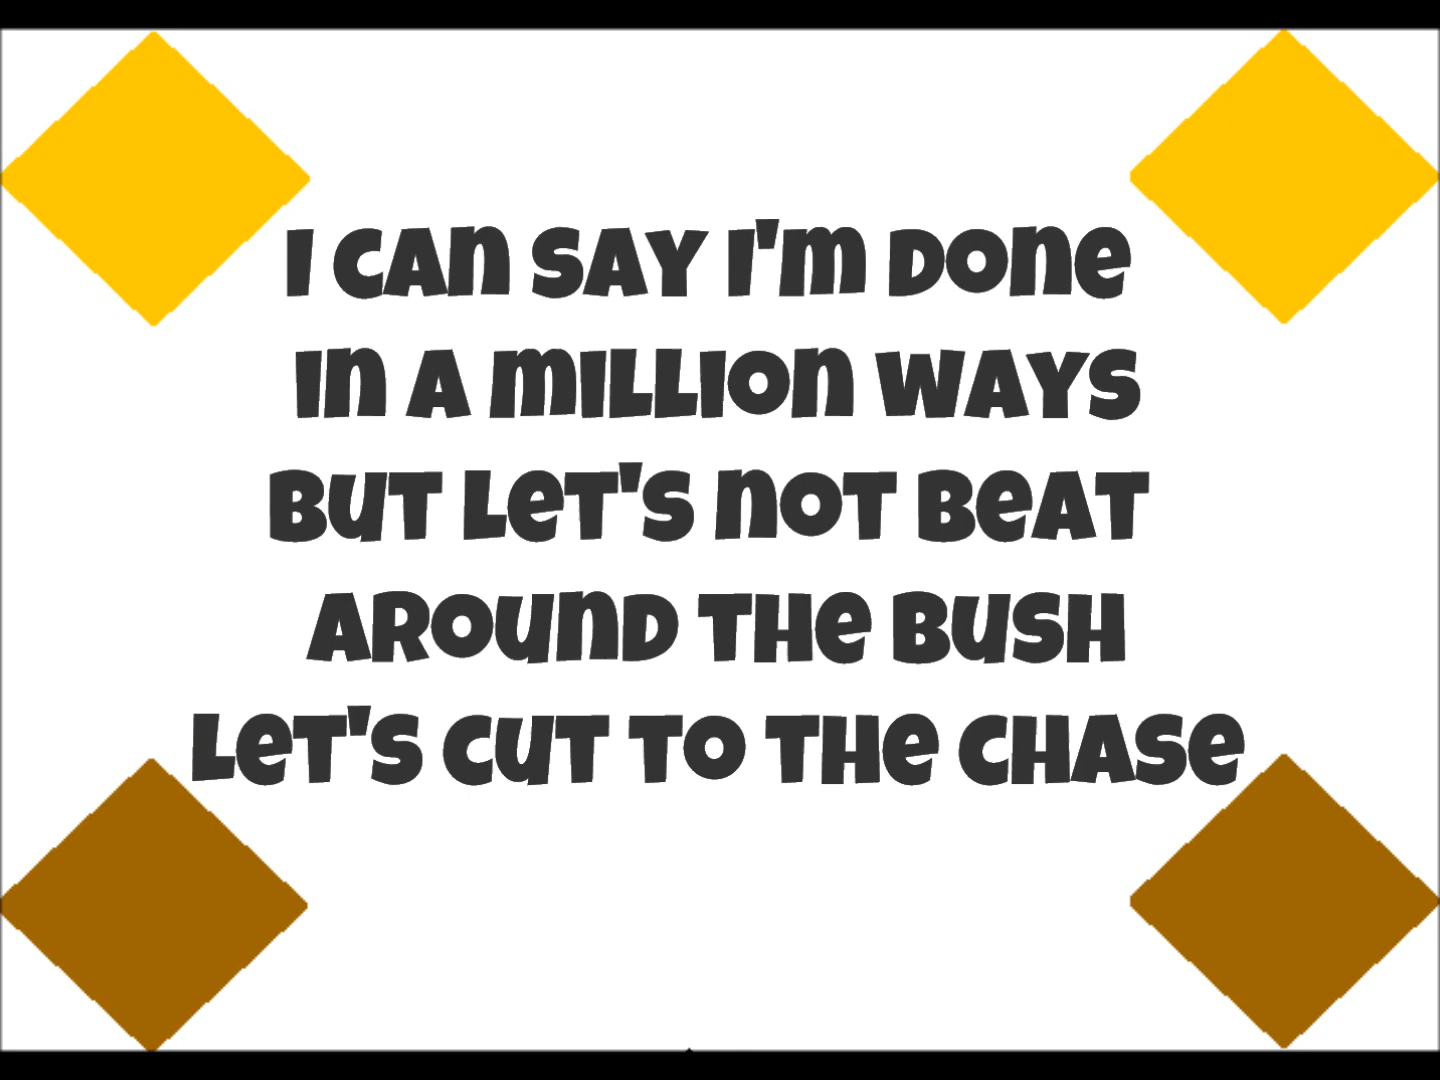 I can say I'm done
in a million ways
but let's not beat
around the bush
Let's cut to the chase